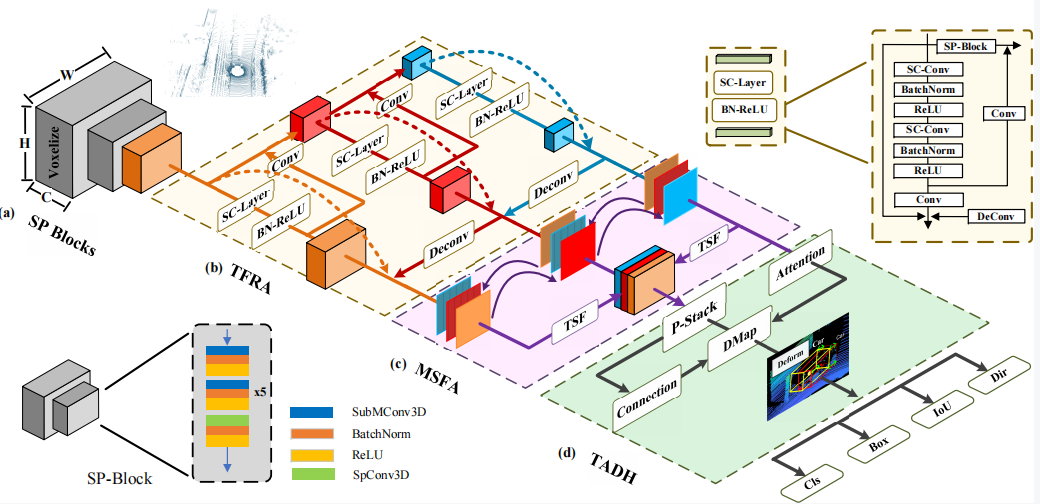 W
H
Voxelize
C
(a)
SP Blocks
Conv
SC-Layer
BN-ReLU
SC-Layer
BN-ReLU
Conv
SC-Layer
BN-ReLU
Deconv
Deconv
(b)
TFRA
SC-Layer
BN-ReLU
SP-Block
SC-Conv
BatchNorm
ReLU
SC-Conv
BatchNorm
ReLU
Conv
Conv
DeConv
TSF
TSF
(c)
MSFA
Attention
P-Stack
DMap
Connection
Deform
Car
(d)
TADH
Dir
IoU
Box
Cls
x5
SP-Block
SubMConv3D
BatchNorm
ReLU
SpConv3D